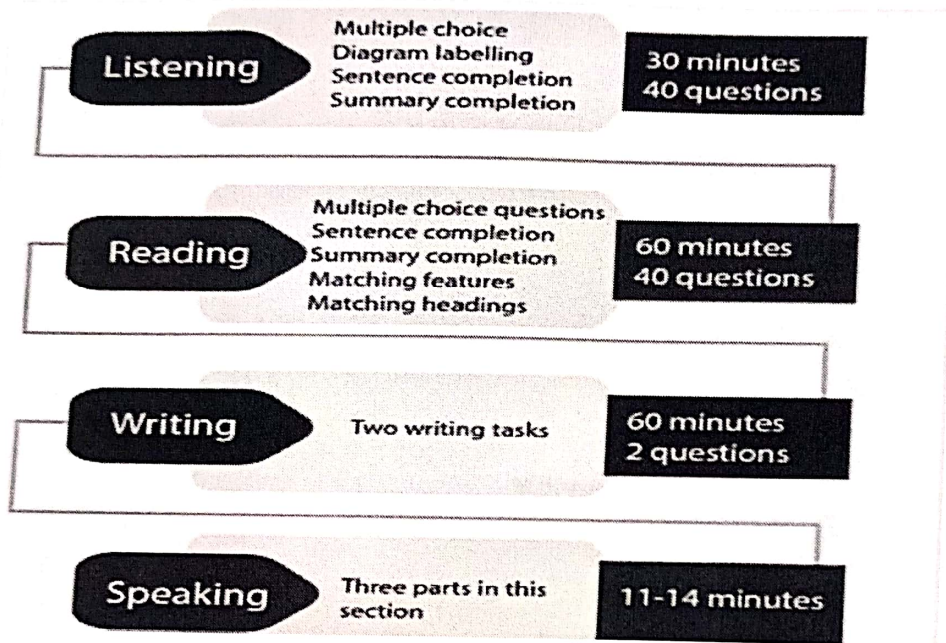 Listening
Multiple choice
Diagram labelling
Sentence completion
Summary completion
30 minutes
40 questions
Reading
Multiple choice questions
Sentence completion
Summary completion
Matching features
Matching headings
60 minutes
40 questions
Writing
Two writing tasks
60 minutes
2 questions
Speaking
Three parts in this
section
11-14 minutes